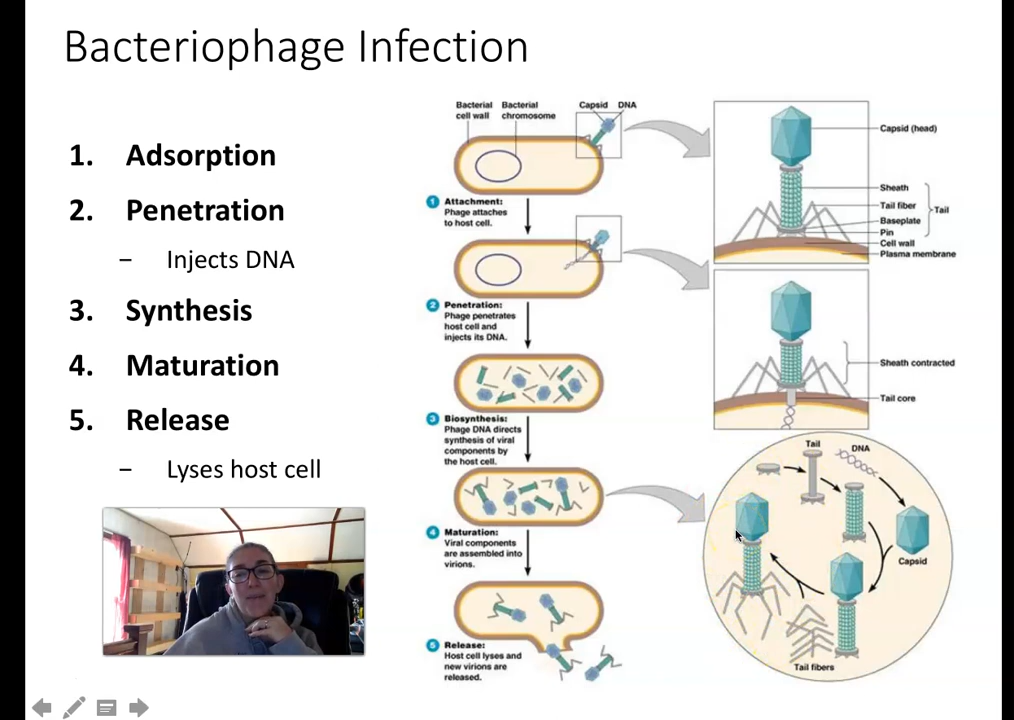 Bacteriophage Infection
1. Adsorption
2. Penetration
– Injects DNA
3. Synthesis
4. Maturation
5. Release
– Lyses host cell
Bacterial
cell wall
Bacterial
chromosome
Capsid
DNA
1 Attachment:
Phage attaches
to host cell.
2 Penetration:
Phage penetrates
host cell and
injects its DNA.
3 Biosynthesis:
Phage DNA directs
synthesis of viral
components by
the host cell.
4 Maturation:
Viral components
are assembled into
virions.
5 Release:
Host cell lyses and
new virions are
released.
Capsid (head)
Sheath
Tail fiber
Tail
Baseplate
Pin
Cell wall
Plasma membrane
Sheath contracted
Tail core
Tail
DNA
Capsid
Tail fibers